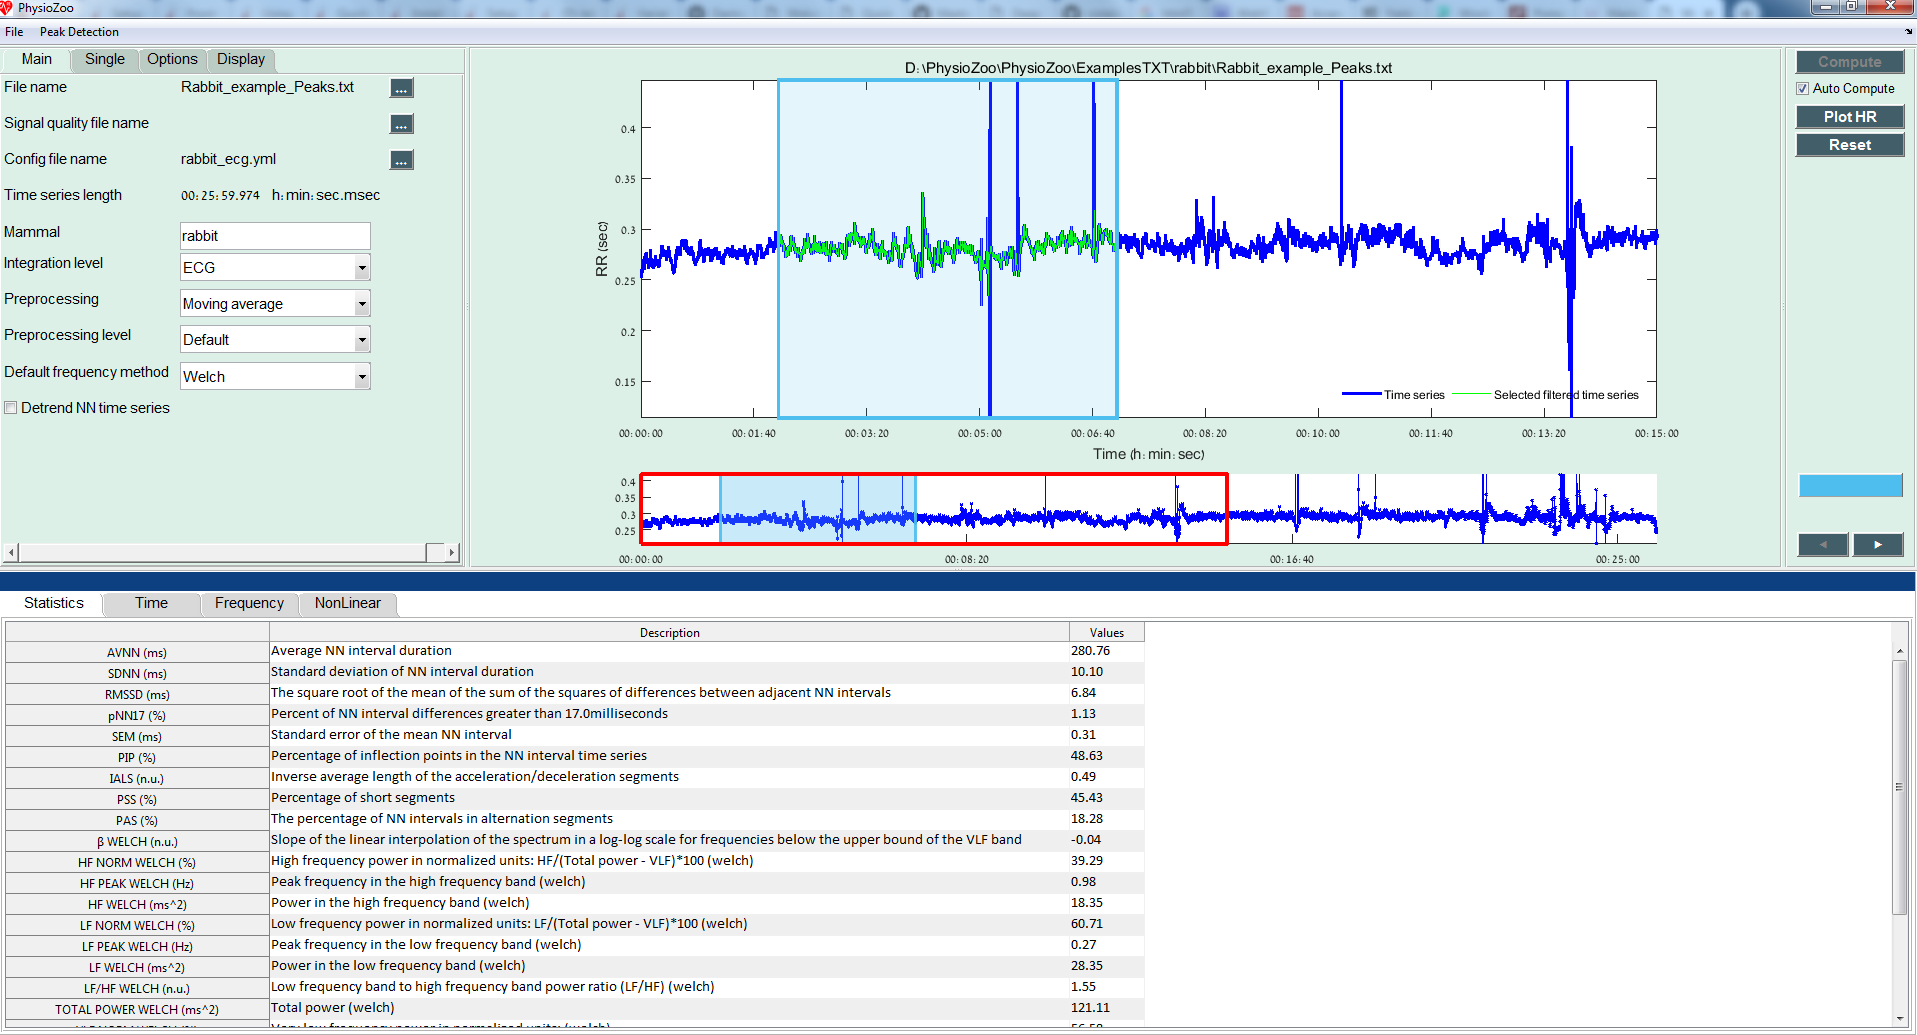 PhysioZoo
File Peak Detection
Main Single Options Display
File name Rabbit_example_Peaks.txt ...
Signal quality file name ...
Config file name rabbit_ecg.yml ...
Time series length 00:25:59.974 h:min:sec.msec
Mammal rabbit
Integration level ECG
Preprocessing Moving average
Preprocessing level Default
Default frequency method Welch
Detrend NN time series
D:\PhysioZoo\PhysioZoo\ExamplesTXT\rabbit\Rabbit_example_Peaks.txt
RR (sec)
0.4
0.35
0.3
0.25
0.2
0.15
Time series Selected filtered time series
00:00:00 00:01:40 00:03:20 00:05:00 00:06:40 00:08:20 00:10:00 00:11:40 00:13:20 00:15:00
Time (h:min:sec)
0.4
0.35
0.3
0.25
00:00:00 00:08:20 00:16:40 00:25:00
Compute
Auto Compute
Plot HR
Reset
Statistics Time Frequency NonLinear
Description Values
AVNN (ms) Average NN interval duration 280.76
SDNN (ms) Standard deviation of NN interval duration 10.10
RMSSD (ms) The square root of the mean of the sum of the squares of differences between adjacent NN intervals 6.84
pNN17 (%) Percent of NN interval differences greater than 17.0milliseconds 1.13
SEM (ms) Standard error of the mean NN interval 0.31
PIP (%) Percentage of inflection points in the NN interval time series 48.63
IALS (n.u.) Inverse average length of the acceleration/deceleration segments 0.49
PSS (%) Percentage of short segments 45.43
PAS (%) The percentage of NN intervals in alternation segments 18.28
β WELCH (n.u.) Slope of the linear interpolation of the spectrum in a log-log scale for frequencies below the upper bound of the VLF band -0.04
HF NORM WELCH (%) High frequency power in normalized units: HF/(Total power - VLF)*100 (welch) 39.29
HF PEAK WELCH (Hz) Peak frequency in the high frequency band (welch) 0.98
HF WELCH (ms^2) Power in the high frequency band (welch) 18.35
LF NORM WELCH (%) Low frequency power in normalized units: LF/(Total power - VLF)*100 (welch) 60.71
LF PEAK WELCH (Hz) Peak frequency in the low frequency band (welch) 0.27
LF WELCH (ms^2) Power in the low frequency band (welch) 28.35
LF/HF WELCH (n.u.) Low frequency band to high frequency band power ratio (LF/HF) (welch) 1.55
TOTAL POWER WELCH (ms^2) Total power (welch) 121.11